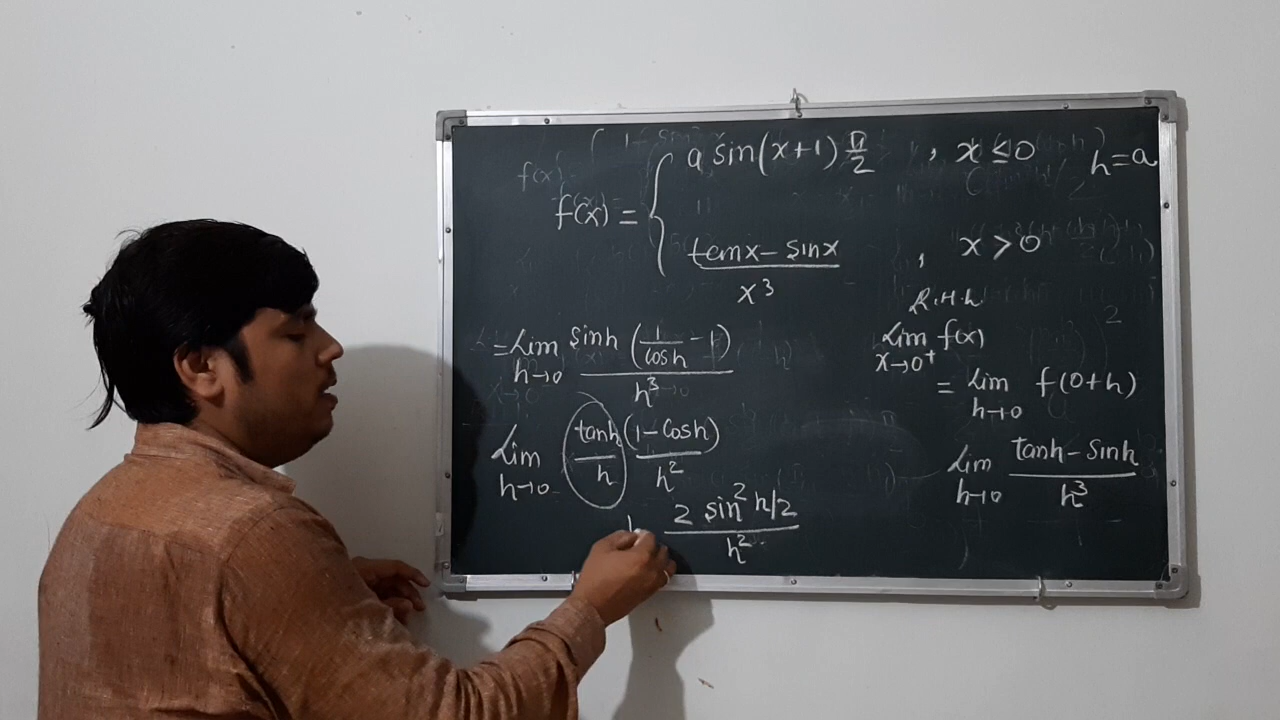 f(x) = { a sin(x+1) π/2 , x ≤ 0
h=a
tanx - sinx / x³ , x > 0
R.H.L
Lim x→0⁺ f(x)
= Lim h→0 f(0+h)
Lim h→0 tanh - sinh / h³
= Lim h→0 sinh (1/cosh - 1) / h³
Lim h→0 tanh/h (1-cosh)/h²
2 sin² h/2 / h²